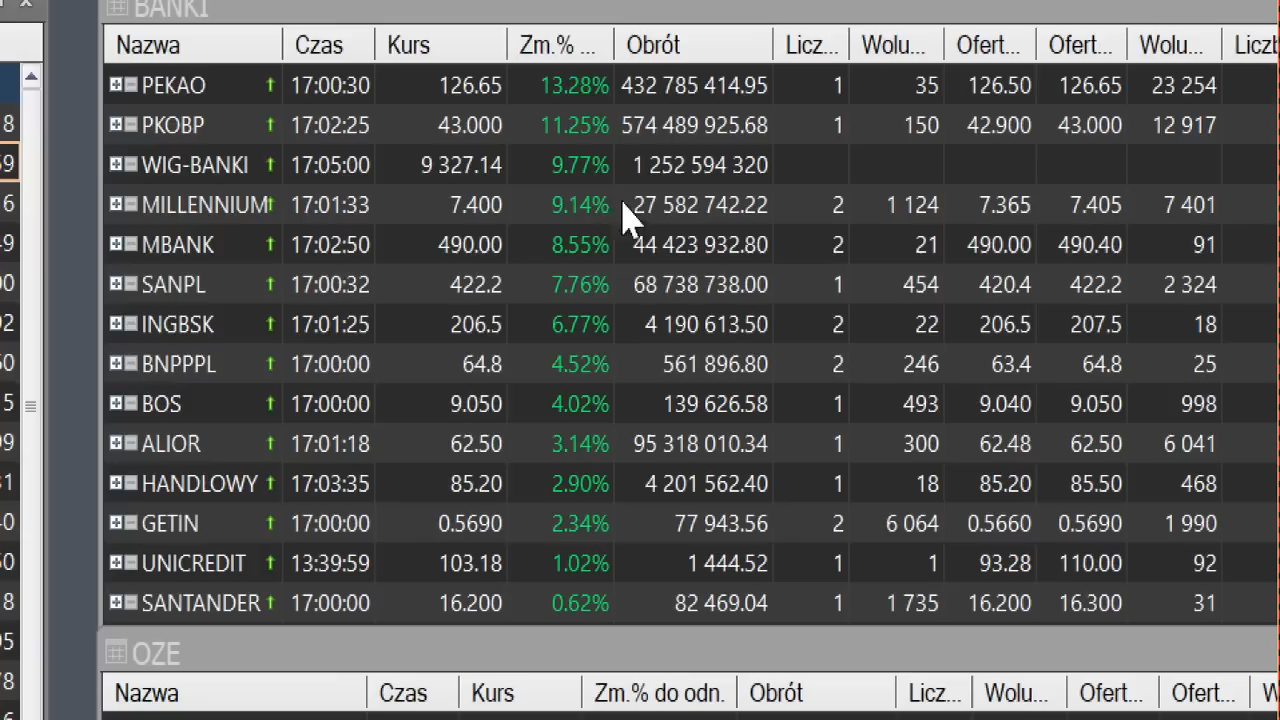 BANKI
Nazwa Czas Kurs Zm.% ... Obrót Licz... Wolu... Ofert... Ofert... Wolu...
PEKAO 17:00:30 126.65 13.28% 432 785 414.95 1 35 126.50 126.65 23 254
PKOBP 17:02:25 43.000 11.25% 574 489 925.68 1 150 42.900 43.000 12 917
WIG-BANKI 17:05:00 9 327.14 9.77% 1 252 594 320
MILLENNIUM 17:01:33 7.400 9.14% 27 582 742.22 2 1 124 7.365 7.405 7 401
MBANK 17:02:50 490.00 8.55% 44 423 932.80 2 21 490.00 490.40 91
SANPL 17:00:32 422.2 7.76% 68 738 738.00 1 454 420.4 422.2 2 324
INGBSK 17:01:25 206.5 6.77% 4 190 613.50 2 22 206.5 207.5 18
BNPPPL 17:00:00 64.8 4.52% 561 896.80 2 246 63.4 64.8 25
BOS 17:00:00 9.050 4.02% 139 626.58 1 493 9.040 9.050 998
ALIOR 17:01:18 62.50 3.14% 95 318 010.34 1 300 62.48 62.50 6 041
HANDLOWY 17:03:35 85.20 2.90% 4 201 562.40 1 18 85.20 85.50 468
GETIN 17:00:00 0.5690 2.34% 77 943.56 2 6 064 0.5660 0.5690 1 990
UNICREDIT 13:39:59 103.18 1.02% 1 444.52 1 1 93.28 110.00 92
SANTANDER 17:00:00 16.200 0.62% 82 469.04 1 1 735 16.200 16.300 31
OZE
Nazwa Czas Kurs Zm.% do odn. Obrót Licz... Wolu... Ofert... Ofert...